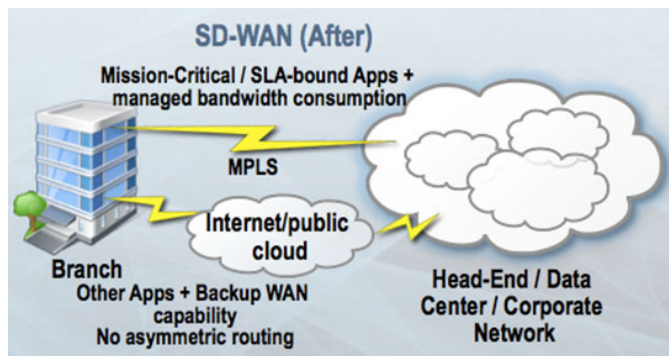 SD-WAN (After)
Mission-Critical / SLA-bound Apps +
managed bandwidth consumption
MPLS
Internet/public
cloud
Branch
Other Apps + Backup WAN
capability
No asymmetric routing
Head-End / Data
Center / Corporate
Network